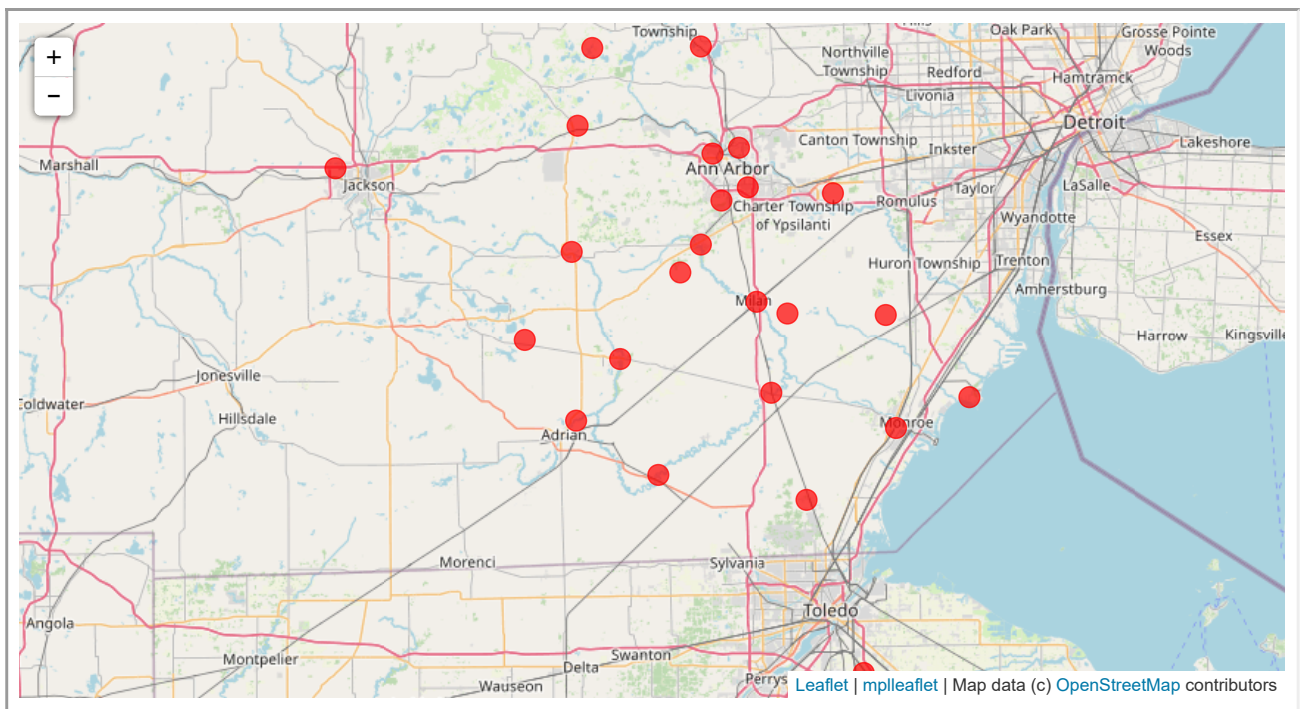 Township
Oak Park
Grosse Pointe
Woods
+
−
Northville
Township
Redford
Hamtramck
Livonia
Detroit
Marshall
Canton Township
Inkster
Lakeshore
Ann Arbor
Jackson
Taylor
LaSalle
Charter Township
of Ypsilanti
Romulus
Wyandotte
Essex
Huron Township
Trenton
Amherstburg
Milan
Harrow
Kingsville
Jonesville
Coldwater
Hillsdale
Monroe
Adrian
Morenci
Sylvania
Toledo
Angola
Montpelier
Swanton
Delta
Wauseon
Perrys
Leaflet | mplleaflet | Map data (c) OpenStreetMap contributors